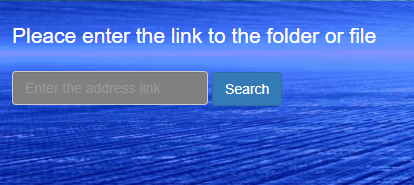 Pleace enter the link to the folder or file
Enter the address link
Search